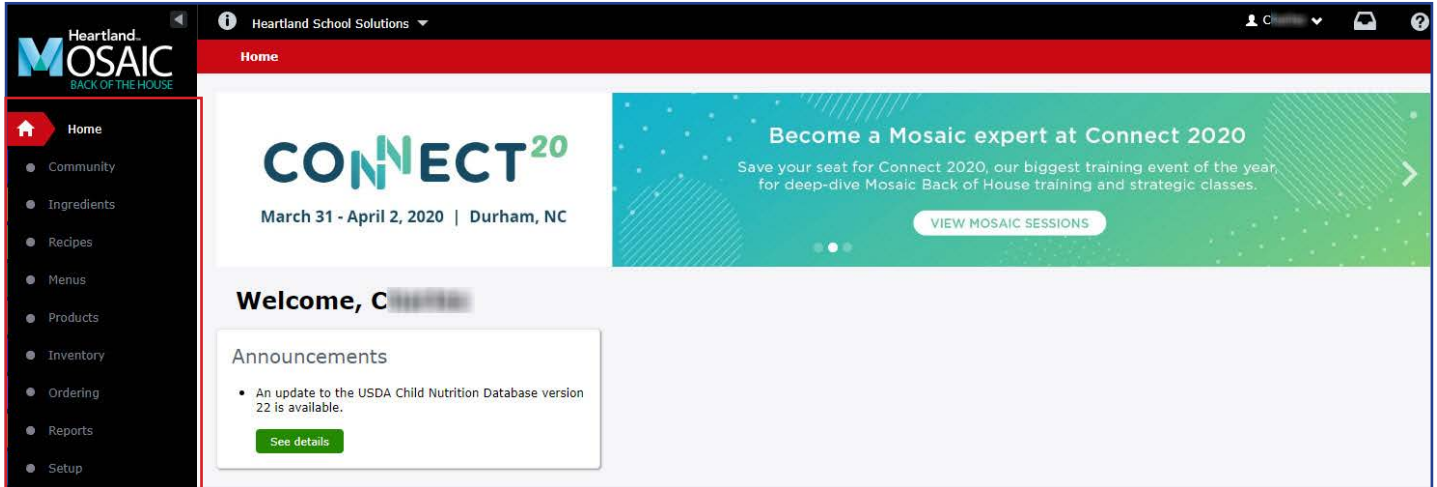 Heartland
MOSAIC
BACK OF THE HOUSE
Heartland School Solutions
C
Home
Home
Community
Ingredients
Recipes
Menus
Products
Inventory
Ordering
Reports
Setup
CONNECT20
March 31 - April 2, 2020 | Durham, NC
Become a Mosaic expert at Connect 2020
Save your seat for Connect 2020, our biggest training event of the year,
for deep-dive Mosaic Back of House training and strategic classes.
VIEW MOSAIC SESSIONS
Welcome, C
Announcements
• An update to the USDA Child Nutrition Database version
22 is available.
See details